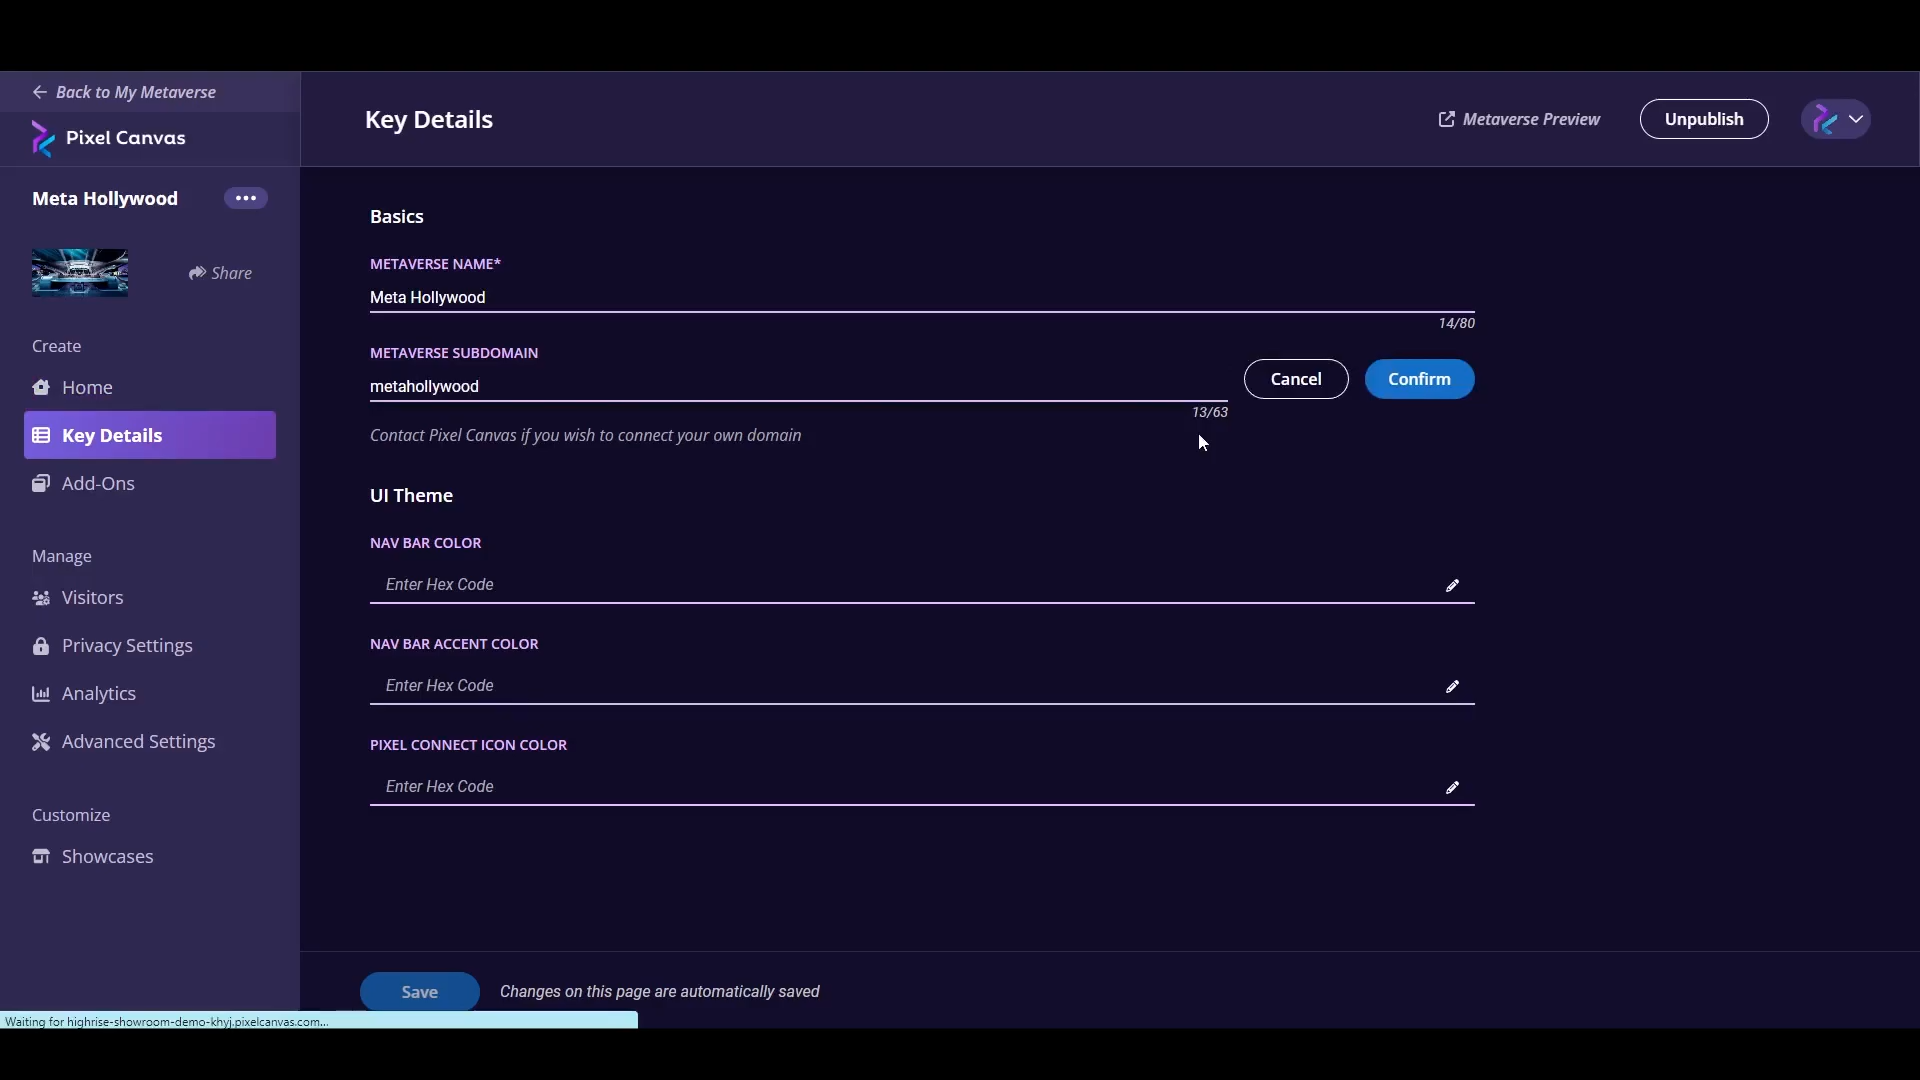 Back to My Metaverse
Pixel Canvas
Key Details
Metaverse Preview
Unpublish
Meta Hollywood
Share
Create
Home
Key Details
Add-Ons
Manage
Visitors
Privacy Settings
Analytics
Advanced Settings
Customize
Showcases
Basics
METAVERSE NAME*
Meta Hollywood
14/80
METAVERSE SUBDOMAIN
metahollywood
Cancel
Confirm
13/63
Contact Pixel Canvas if you wish to connect your own domain
UI Theme
NAV BAR COLOR
Enter Hex Code
NAV BAR ACCENT COLOR
Enter Hex Code
PIXEL CONNECT ICON COLOR
Enter Hex Code
Save
Changes on this page are automatically saved
Waiting for highrise-showroom-demo-khyj.pixelcanvas.com...